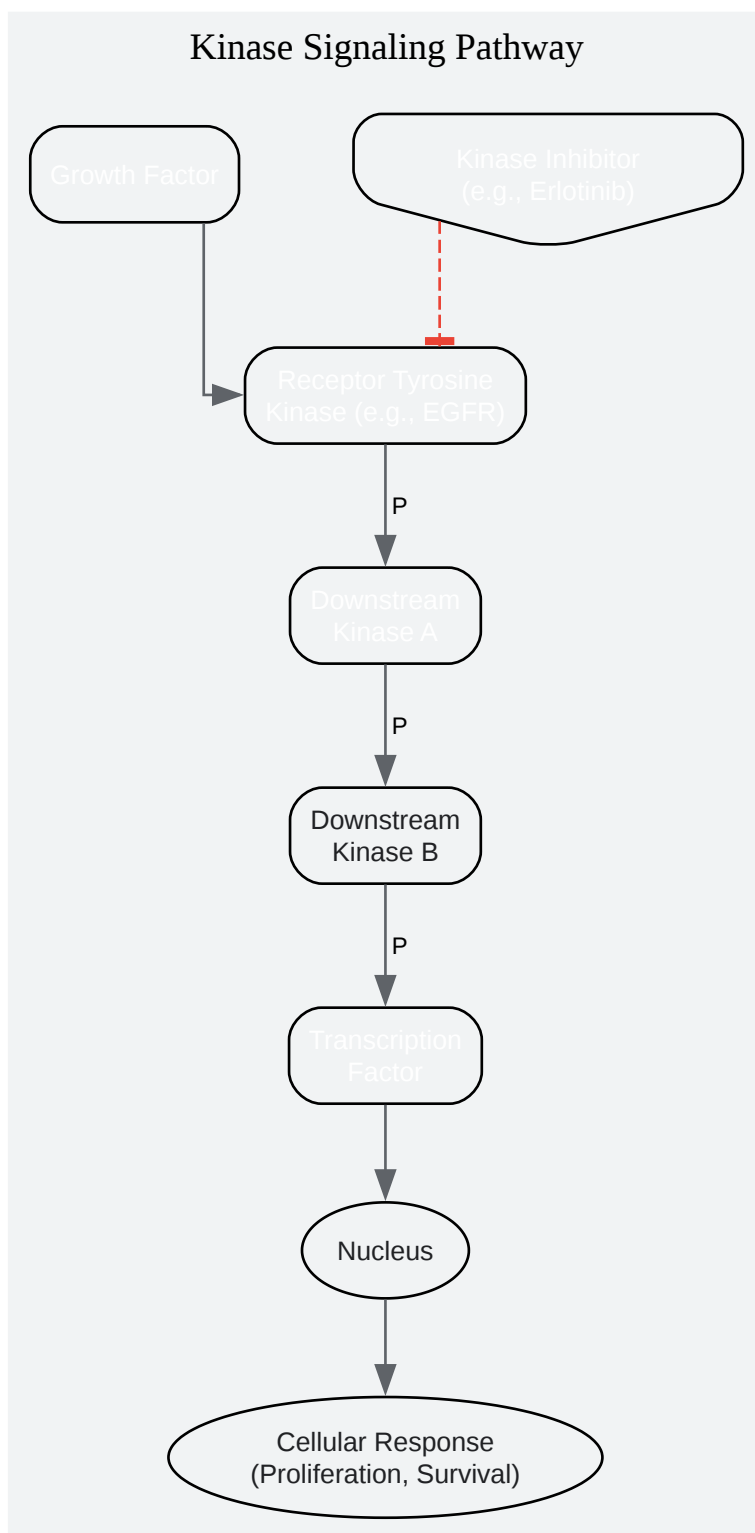 Kinase Signaling Pathway
Growth Factor
Kinase Inhibitor
(e.g., Erlotinib)
Receptor Tyrosine
Kinase (e.g., EGFR)
P
Downstream
Kinase A
P
Downstream
Kinase B
P
Transcription
Factor
Nucleus
Cellular Response
(Proliferation, Survival)